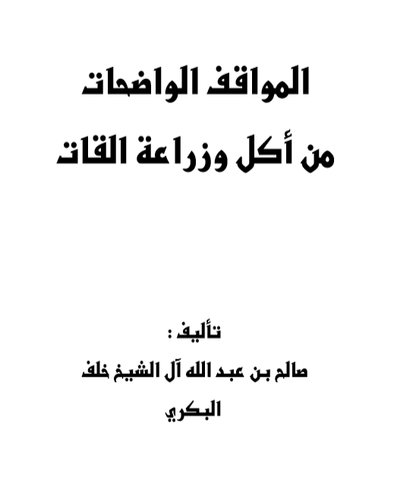 المواقف الواضحات
من أكل وزراعة القات
تأليف :
صالح بن عبد الله آل الشيخ خلف
البكري